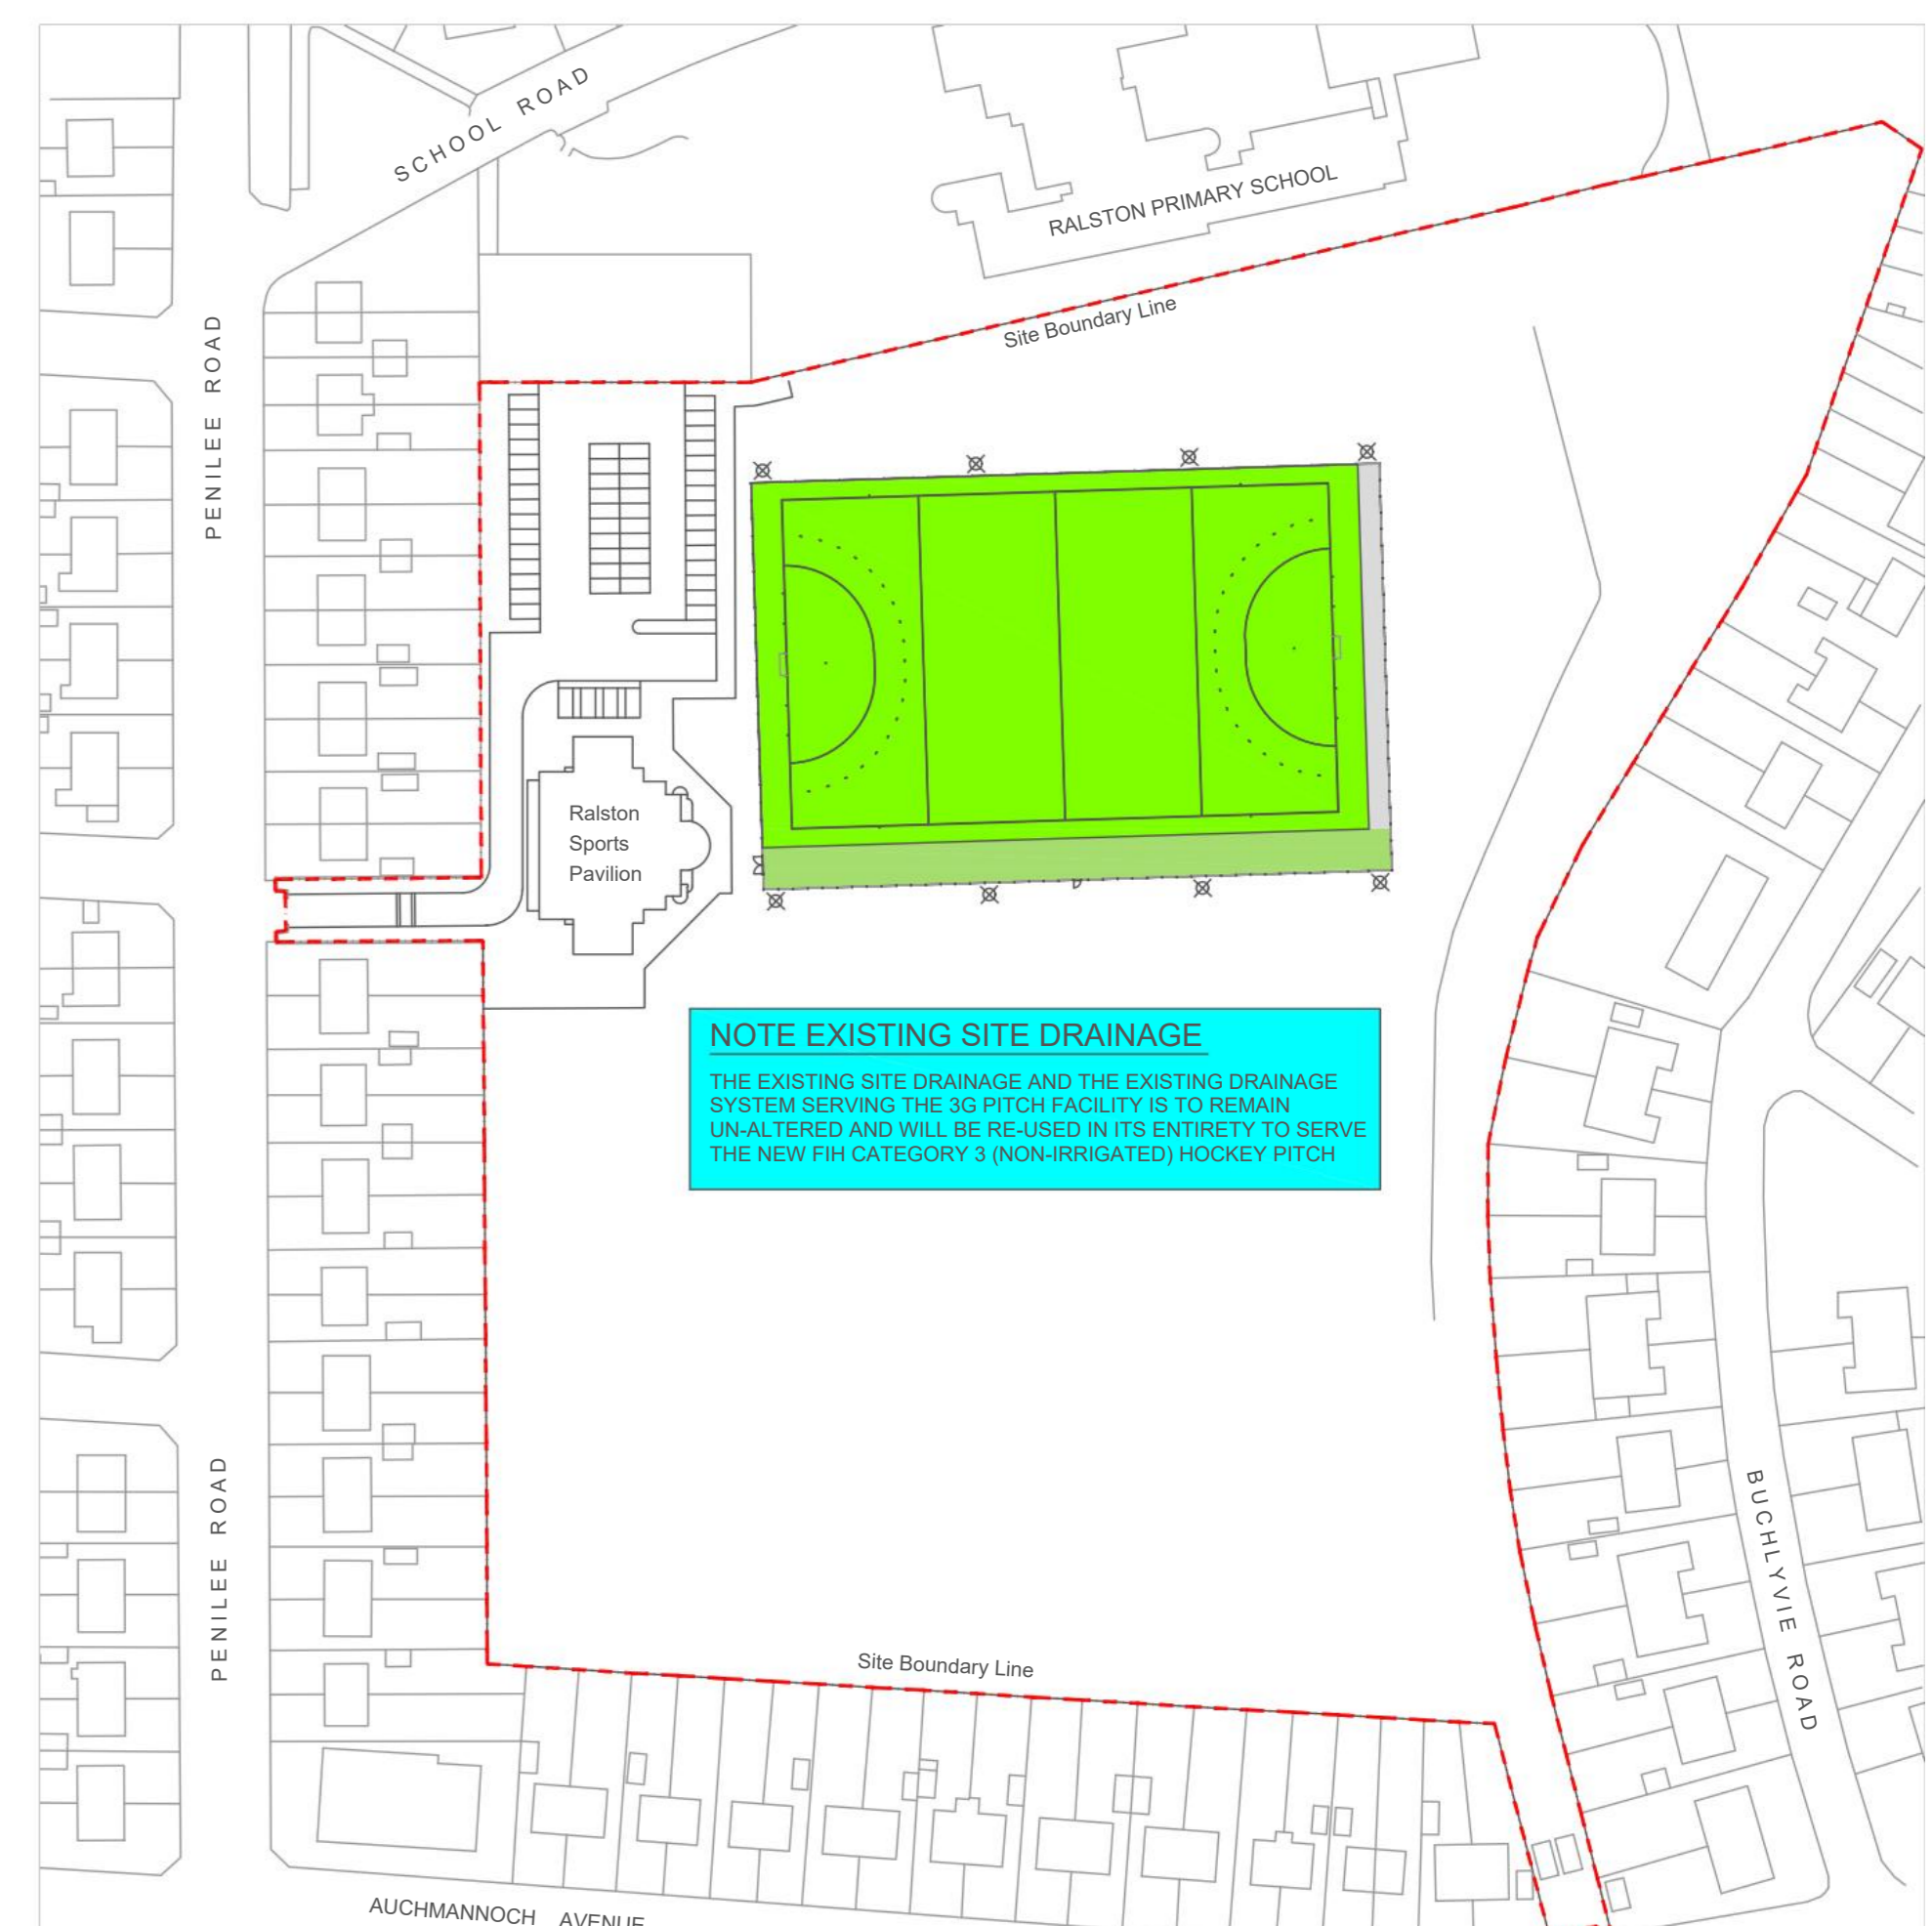 SCHOOL ROAD
RALSTON PRIMARY SCHOOL
Site Boundary Line
PENILEE ROAD
Ralston
Sports
Pavilion
NOTE EXISTING SITE DRAINAGE
THE EXISTING SITE DRAINAGE AND THE EXISTING DRAINAGE
SYSTEM SERVING THE 3G PITCH FACILITY IS TO REMAIN
UN-ALTERED AND WILL BE RE-USED IN ITS ENTIRETY TO SERVE
THE NEW FIH CATEGORY 3 (NON-IRRIGATED) HOCKEY PITCH
PENILEE ROAD
BUCHLYVIE ROAD
Site Boundary Line
AUCHMANNOCH AVENUE